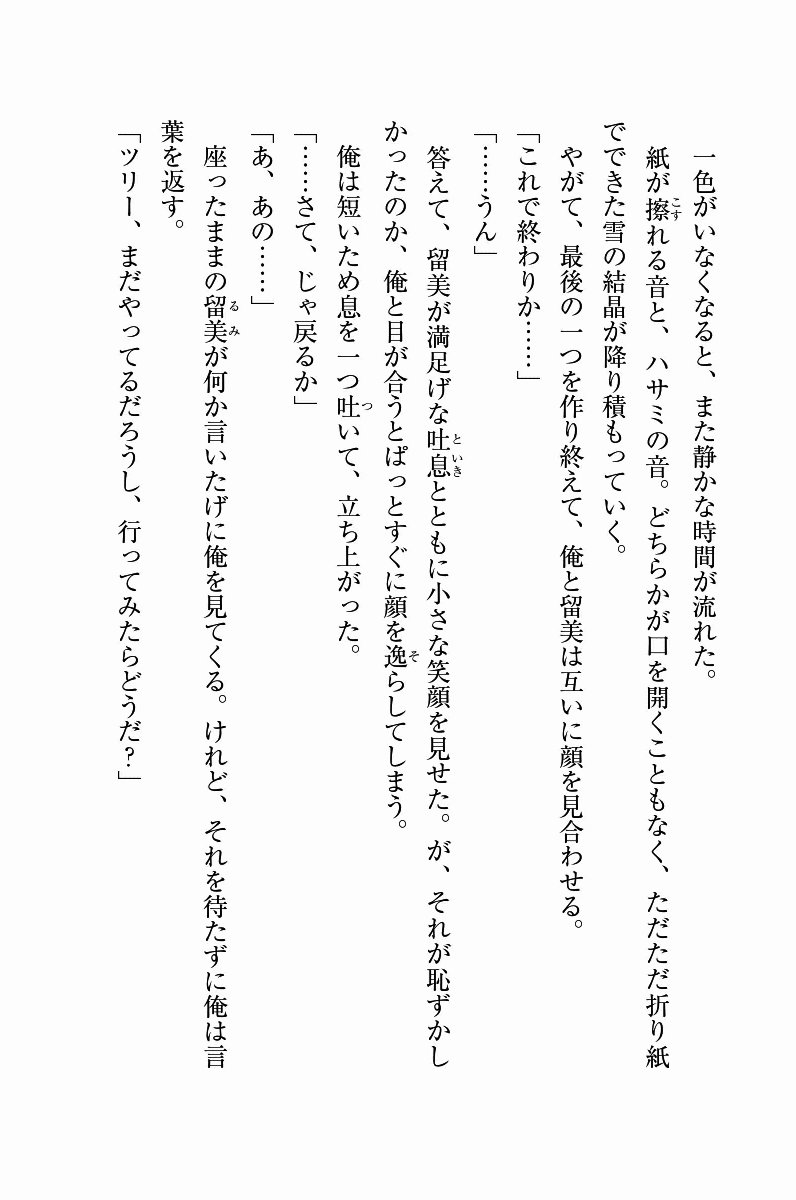 一色がいなくなると、また静かな時間が流れた。
　紙が擦れる音と、ハサミの音。どちらかが口を開くこともなく、ただただ折り紙
でできた雪の結晶が降り積もっていく。
　やがて、最後の一つを作り終えて、俺と留美は互いに顔を見合わせる。
「これで終わりか……」
「……うん」
　答えて、留美が満足げな吐息とともに小さな笑顔を見せた。が、それが恥ずかし
かったのか、俺と目が合うとぱっとすぐに顔を逸らしてしまう。
　俺は短いため息を一つ吐いて、立ち上がった。
「……さて、じゃ戻るか」
「あ、あの……」
　座ったままの留美が何か言いたげに俺を見てくる。けれど、それを待たずに俺は言
葉を返す。
「ツリー、まだやってるだろうし、行ってみたらどうだ？」